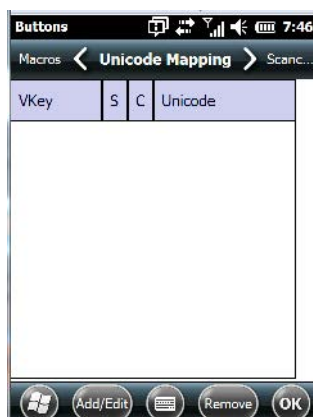 Buttons 7:46
Macros Unicode Mapping Scanc...
VKey S C Unicode
Add/Edit Remove OK